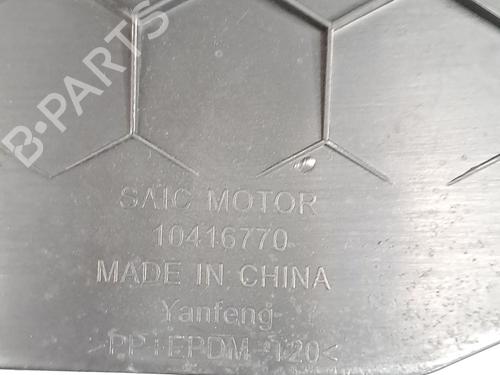 B-PARTS
SAIC MOTOR
10416770
MADE IN CHINA
Yanfeng
>PP+EPDM-T20<